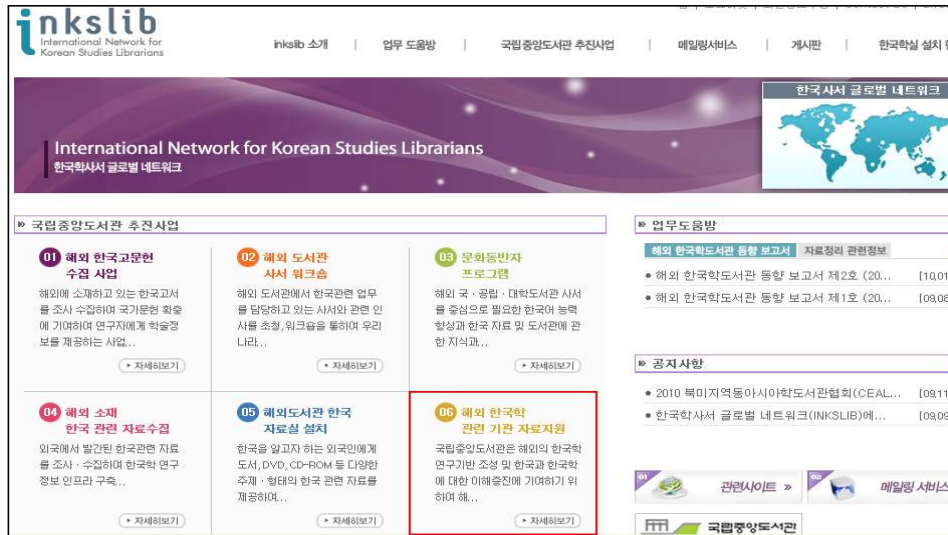 inkslib
International Network for
Korean Studies Librarians
inkslib 소개 | 업무 도움방 | 국립중앙도서관 추진사업 | 메일링서비스 | 게시판 | 한국학실 설치
International Network for Korean Studies Librarians
한국학사서 글로벌 네트워크
한국사서 글로벌 네트워크
국립중앙도서관 추진사업
01 해외 한국고문헌
수집 사업
해외에 소재하고 있는 한국고서
를 조사 수집하여 국가문헌 확충
에 기여하여 연구자에게 학술정
보를 제공하는 사업...
자세히보기
02 해외 도서관
사서 워크숍
해외 도서관에서 한국관련 업무
를 담당하고 있는 사서와 관련 인
사를 초청,워크숍을 통하여 우리
나라...
자세히보기
03 문화동반자
프로그램
해외 국·공립·대학도서관 사서
를 중심으로 필요한 한국어 능력
향상과 한국 자료 및 도서관에 관
한 지식과...
자세히보기
04 해외 소재
한국 관련 자료수집
외국에서 발간된 한국관련 자료
를 조사·수집하여 한국학 연구
정보 인프라 구축...
자세히보기
05 해외도서관 한국
자료실 설치
한국을 알고자 하는 외국인에게
도서,DVD,CD-ROM 등 다양한
주제·형태의 한국 관련 자료를
제공하여...
자세히보기
06 해외 한국학
관련 기관 자료지원
국립중앙도서관은 해외의 한국학
연구기반 조성 및 한국과 한국학
에 대한 이해증진에 기여하기 위
하여 해...
자세히보기
업무도움방
해외 한국학도서관 동향 보고서 자료정리 관련정보
해외 한국학도서관 동향 보고서 제2호 (20... [10,01
해외 한국학도서관 동향 보고서 제1호 (20... [09,08
공지사항
2010 북미지역동아시아학도서관협회(CEAL... [09,11
한국학사서 글로벌 네트워크(INKSLIB)에... [09,09
01 관련사이트 »
02 메일링 서비스
국립중앙도서관